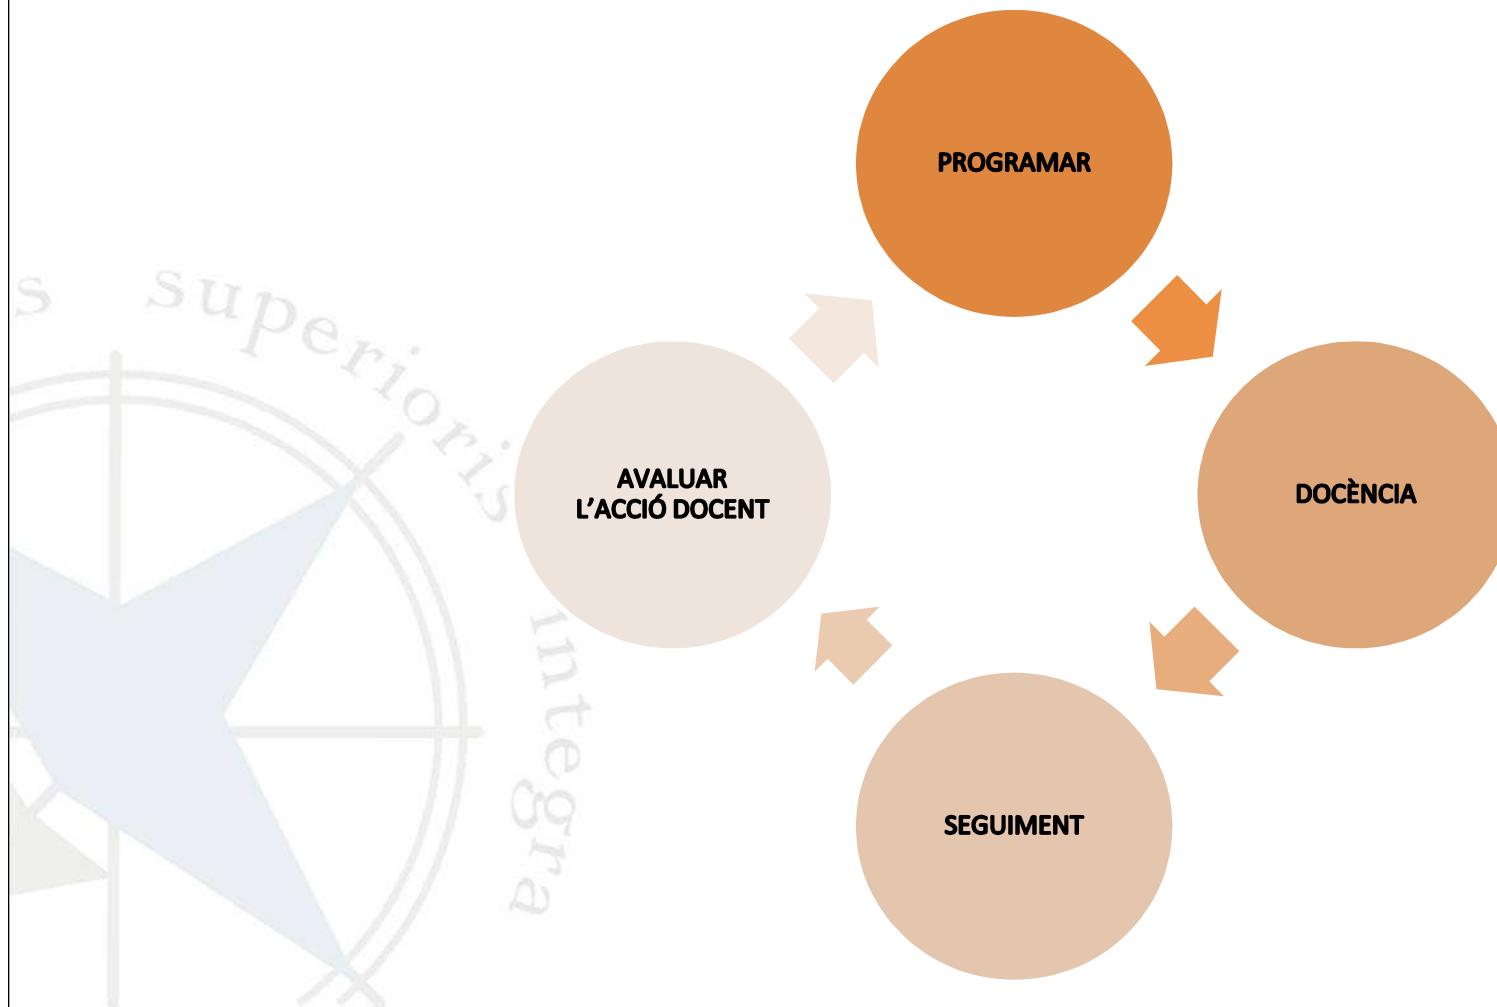 PROGRAMAR
s superioris integra
AVALUAR
L’ACCIÓ DOCENT
DOCÈNCIA
SEGUIMENT